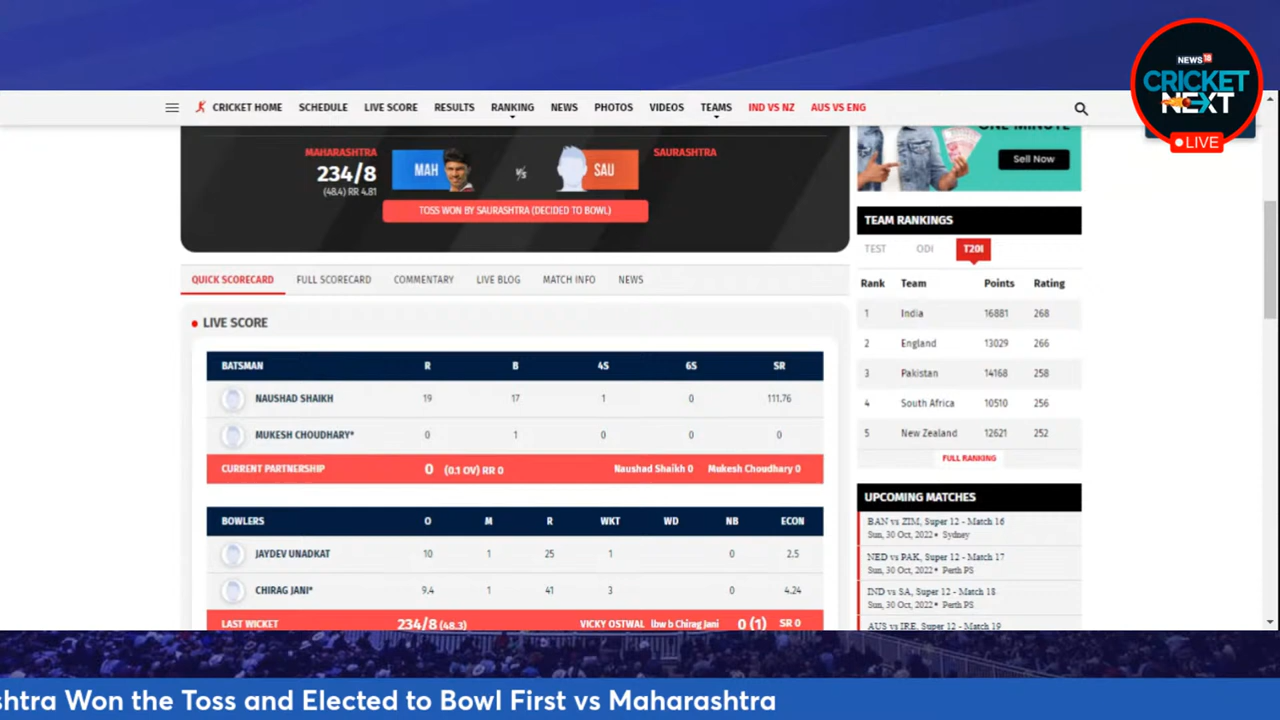 NEWS18
CRICKET
NEXT
LIVE
CRICKET HOME SCHEDULE LIVE SCORE RESULTS RANKING NEWS PHOTOS VIDEOS TEAMS IND VS NZ AUS VS ENG
MAHARASHTRA
234/8
(48.4) RR 4.81
MAH
V/S
SAU
SAURASHTRA
TOSS WON BY SAURASHTRA (DECIDED TO BOWL)
ONE MINUTE
Sell Now
QUICK SCORECARD FULL SCORECARD COMMENTARY LIVE BLOG MATCH INFO NEWS
LIVE SCORE
BATSMAN R B 4S 6S SR
NAUSHAD SHAIKH 19 17 1 0 111.76
MUKESH CHOUDHARY* 0 1 0 0 0
CURRENT PARTNERSHIP 0 (0.1 OV) RR 0 Naushad Shaikh 0 Mukesh Choudhary 0
BOWLERS O M R WKT WD NB ECON
JAYDEV UNADKAT 10 1 25 1 0 2.5
CHIRAG JANI* 9.4 1 41 3 0 4.24
LAST WICKET 234/8 (48.3) VICKY OSTWAL lbw b Chirag Jani 0 (1) SR 0
TEAM RANKINGS
TEST ODI T20I
Rank Team Points Rating
1 India 16881 268
2 England 13029 266
3 Pakistan 14168 258
4 South Africa 10510 256
5 New Zealand 12621 252
FULL RANKING
UPCOMING MATCHES
BAN vs ZIM, Super 12 - Match 16
Sun, 30 Oct, 2022 • Sydney
NED vs PAK, Super 12 - Match 17
Sun, 30 Oct, 2022 • Perth PS
IND vs SA, Super 12 - Match 18
Sun, 30 Oct, 2022 • Perth PS
AUS vs IRE, Super 12 - Match 19
shtra Won the Toss and Elected to Bowl First vs Maharashtra